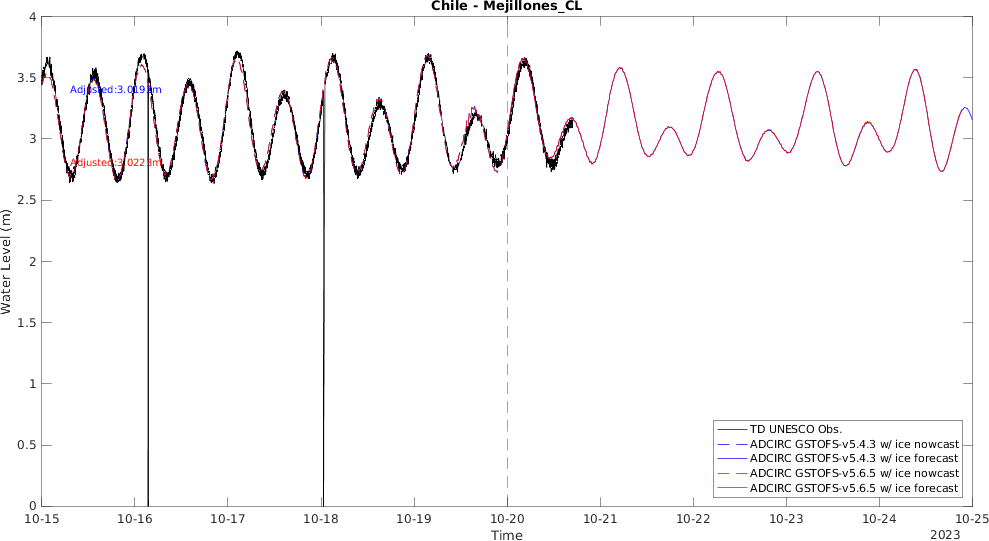 Chile - Mejillones_CL
4
3.5
3
2.5
2
1.5
1
0.5
0
Water Level (m)
Adjusted:3.0191m
Adjusted:3.0223m
TD UNESCO Obs.
ADCIRC GSTOFS-v5.4.3 w/ ice nowcast
ADCIRC GSTOFS-v5.4.3 w/ ice forecast
ADCIRC GSTOFS-v5.6.5 w/ ice nowcast
ADCIRC GSTOFS-v5.6.5 w/ ice forecast
10-15 10-16 10-17 10-18 10-19 10-20 10-21 10-22 10-23 10-24 10-25
Time
2023